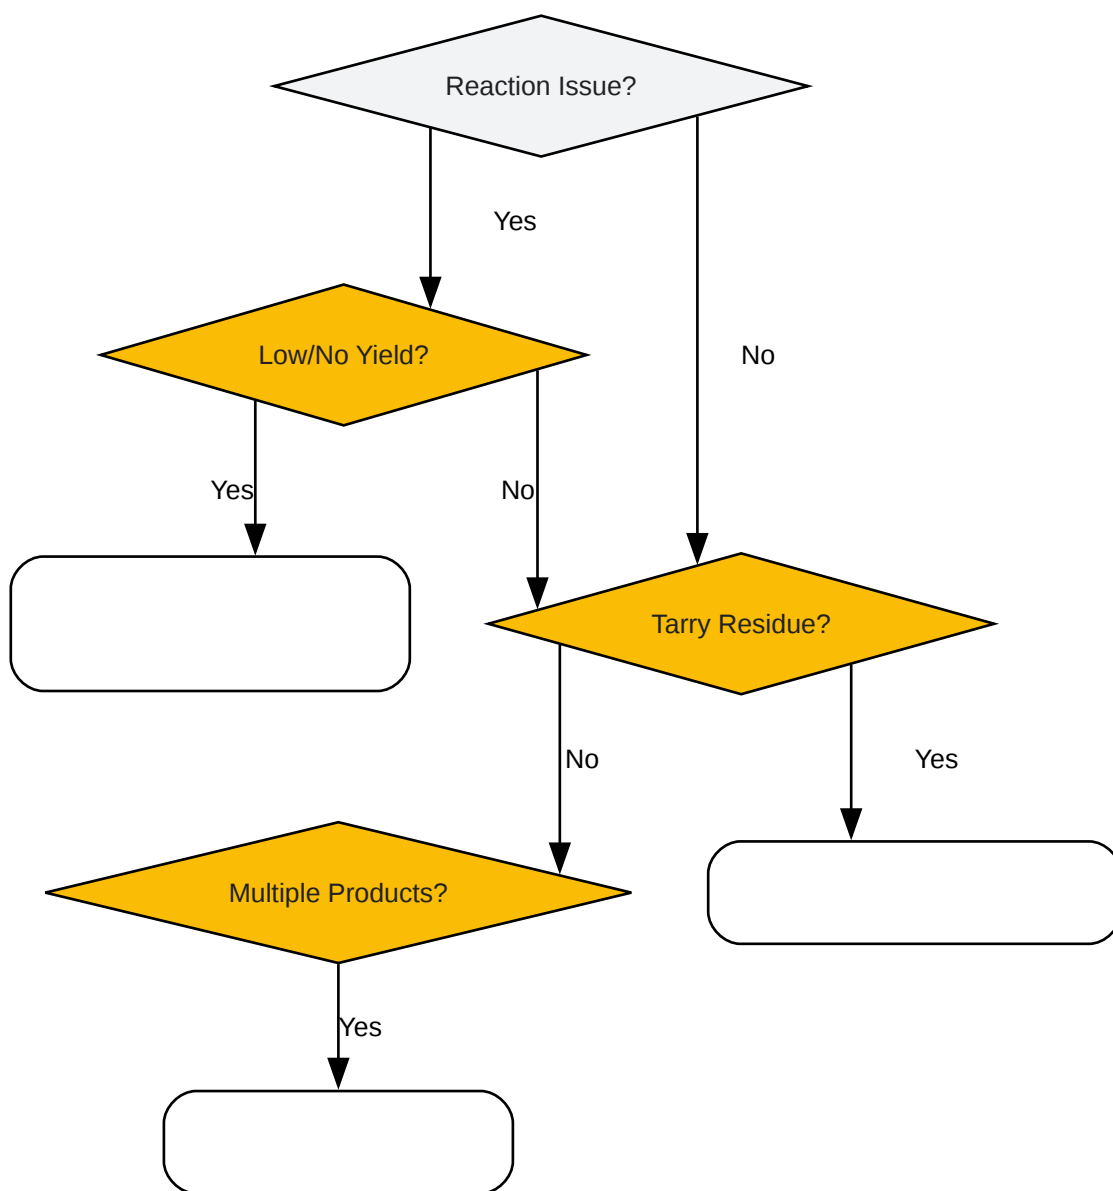 Reaction Issue?
Yes
Low/No Yield?
No
Yes
No
Tarry Residue?
No
Yes
Multiple Products?
Yes